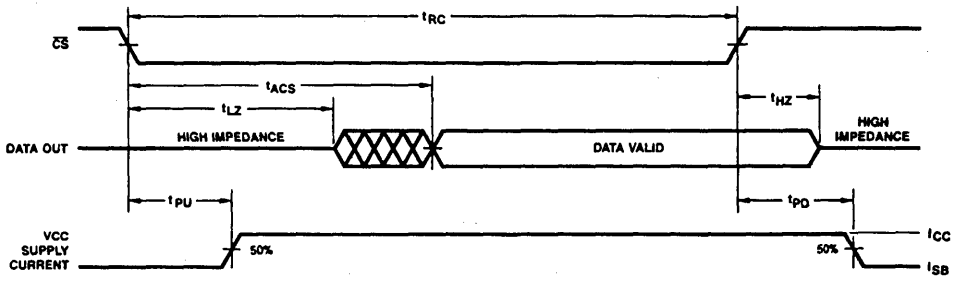 tRC
CS
tACS
tLZ
tHZ
DATA OUT
HIGH IMPEDANCE
DATA VALID
HIGH
IMPEDANCE
tPU
tPD
VCC
SUPPLY
CURRENT
50%
50%
ICC
ISB